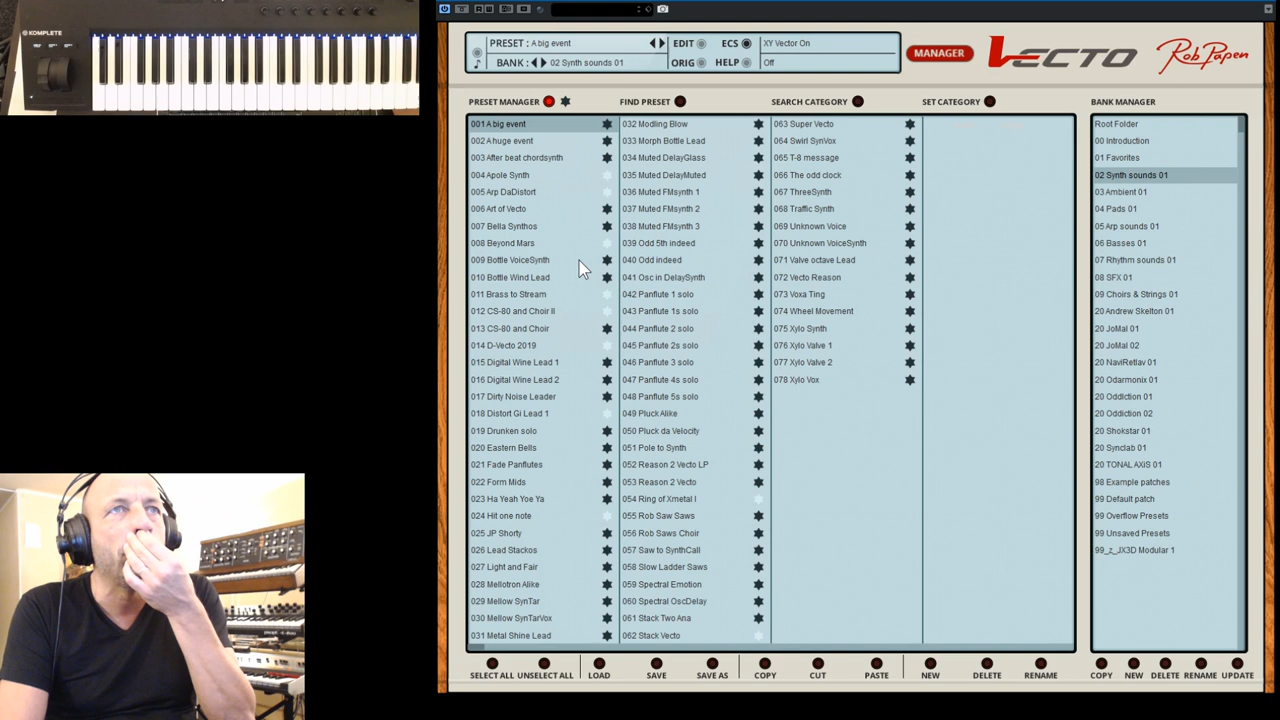 KOMPLETE
PRESET : A big event
EDIT
ECS
XY Vector On
BANK : 02 Synth sounds 01
ORIG
HELP
Off
MANAGER
VECTO
Rob Papen
PRESET MANAGER
FIND PRESET
SEARCH CATEGORY
SET CATEGORY
BANK MANAGER
001 A big event
002 A huge event
003 After beat chordsynth
004 Apole Synth
005 Arp DaDistort
006 Art of Vecto
007 Bella Synthos
008 Beyond Mars
009 Bottle VoiceSynth
010 Bottle Wind Lead
011 Brass to Stream
012 CS-80 and Choir II
013 CS-80 and Choir
014 D-Vecto 2019
015 Digital Wine Lead 1
016 Digital Wine Lead 2
017 Dirty Noise Leader
018 Distort Gi Lead 1
019 Drunken solo
020 Eastern Bells
021 Fade Panflutes
022 Form Mids
023 Ha Yeah Yoe Ya
024 Hit one note
025 JP Shorty
026 Lead Stackos
027 Light and Fair
028 Mellotron Alike
029 Mellow SynTar
030 Mellow SynTarVox
031 Metal Shine Lead
032 Modling Blow
033 Morph Bottle Lead
034 Muted DelayGlass
035 Muted DelayMuted
036 Muted FMsynth 1
037 Muted FMsynth 2
038 Muted FMsynth 3
039 Odd 5th indeed
040 Odd indeed
041 Osc in DelaySynth
042 Panflute 1 solo
043 Panflute 1s solo
044 Panflute 2 solo
045 Panflute 2s solo
046 Panflute 3 solo
047 Panflute 4s solo
048 Panflute 5s solo
049 Pluck Alike
050 Pluck da Velocity
051 Pole to Synth
052 Reason 2 Vecto LP
053 Reason 2 Vecto
054 Ring of Xmetal I
055 Rob Saw Saws
056 Rob Saws Choir
057 Saw to SynthCall
058 Slow Ladder Saws
059 Spectral Emotion
060 Spectral OscDelay
061 Stack Two Ana
062 Stack Vecto
063 Super Vecto
064 Swirl SynVox
065 T-8 message
066 The odd clock
067 ThreeSynth
068 Traffic Synth
069 Unknown Voice
070 Unknown VoiceSynth
071 Valve octave Lead
072 Vecto Reason
073 Voxa Ting
074 Wheel Movement
075 Xylo Synth
076 Xylo Valve 1
077 Xylo Valve 2
078 Xylo Vox
Root Folder
00 Introduction
01 Favorites
02 Synth sounds 01
03 Ambient 01
04 Pads 01
05 Arp sounds 01
06 Basses 01
07 Rhythm sounds 01
08 SFX 01
09 Choirs & Strings 01
20 Andrew Skelton 01
20 JoMal 01
20 JoMal 02
20 NaviRetlav 01
20 Odarmonix 01
20 Oddiction 01
20 Oddiction 02
20 Shokstar 01
20 Synclab 01
20 TONAL AXiS 01
98 Example patches
99 Default patch
99 Overflow Presets
99 Unsaved Presets
99_z_JX3D Modular 1
SELECT ALL
UNSELECT ALL
LOAD
SAVE
SAVE AS
COPY
CUT
PASTE
NEW
DELETE
RENAME
COPY
NEW
DELETE
RENAME
UPDATE